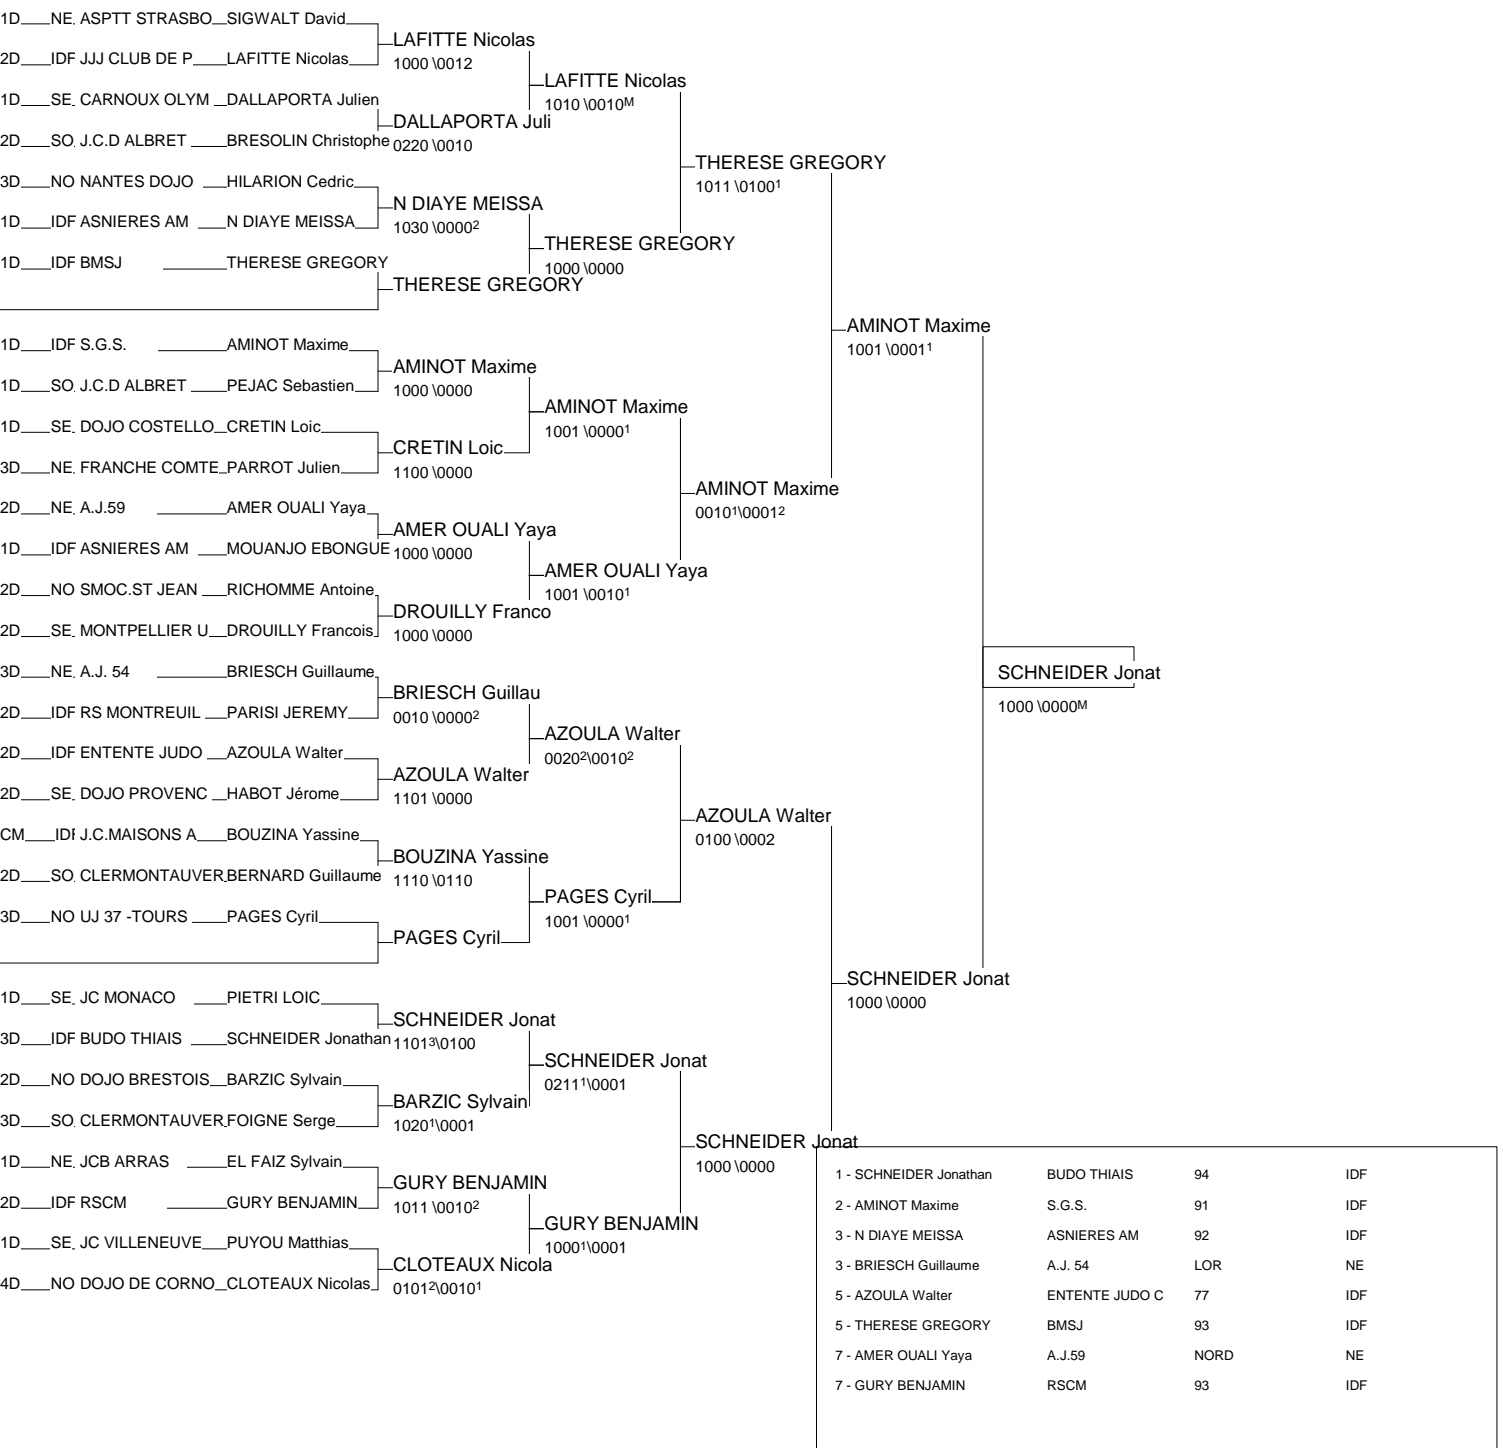 1D NE ASPTT STRASBO SIGWALT David
LAFITTE Nicolas
2D IDF JJJ CLUB DE P LAFITTE Nicolas
1000 \0012
LAFITTE Nicolas
1D SE CARNOUX OLYM DALLAPORTA Julien
1010 \0010M
DALLAPORTA Juli
2D SO J.C.D ALBRET BRESOLIN Christophe
0220 \0010
THERESE GREGORY
3D NO NANTES DOJO HILARION Cedric
1011 \01001
N DIAYE MEISSA
1D IDF ASNIERES AM N DIAYE MEISSA
1030 \00002
THERESE GREGORY
1D IDF BMSJ THERESE GREGORY
1000 \0000
THERESE GREGORY
AMINOT Maxime
1D IDF S.G.S. AMINOT Maxime
1001 \00011
AMINOT Maxime
1D SO J.C.D ALBRET PEJAC Sebastien
1000 \0000
AMINOT Maxime
1D SE DOJO COSTELLO CRETIN Loic
1001 \00001
CRETIN Loic
3D NE FRANCHE COMTE PARROT Julien
1100 \0000
AMINOT Maxime
2D NE A.J.59 AMER OUALI Yaya
00101\00012
AMER OUALI Yaya
1D IDF ASNIERES AM MOUANJO EBONGUE
1000 \0000
AMER OUALI Yaya
2D NO SMOC.ST JEAN RICHOMME Antoine
1001 \00101
DROUILLY Franco
2D SE MONTPELLIER U DROUILLY Francois
1000 \0000
3D NE A.J. 54 BRIESCH Guillaume
SCHNEIDER Jonat
BRIESCH Guillau
1000 \0000M
2D IDF RS MONTREUIL PARISI JEREMY
0010 \00002
AZOULA Walter
2D IDF ENTENTE JUDO AZOULA Walter
00202\00102
AZOULA Walter
2D SE DOJO PROVENC HABOT Jérome
1101 \0000
AZOULA Walter
CM IDF J.C.MAISONS A BOUZINA Yassine
0100 \0002
BOUZINA Yassine
2D SO CLERMONTAUVER BERNARD Guillaume
1110 \0110
PAGES Cyril
3D NO UJ 37 -TOURS PAGES Cyril
1001 \00001
PAGES Cyril
SCHNEIDER Jonat
1D SE JC MONACO PIETRI LOIC
1000 \0000
SCHNEIDER Jonat
3D IDF BUDO THIAIS SCHNEIDER Jonathan
11013\0100
SCHNEIDER Jonat
2D NO DOJO BRESTOIS BARZIC Sylvain
02111\0001
BARZIC Sylvain
3D SO CLERMONTAUVER FOIGNE Serge
10201\0001
SCHNEIDER Jonat
1D NE JCB ARRAS EL FAIZ Sylvain
1000 \0000
GURY BENJAMIN
2D IDF RSCM GURY BENJAMIN
1011 \00102
GURY BENJAMIN
1D SE JC VILLENEUVE PUYOU Matthias
10001\0001
CLOTEAUX Nicola
4D NO DOJO DE CORNO CLOTEAUX Nicolas
01012\00101
1 - SCHNEIDER Jonathan BUDO THIAIS 94 IDF
2 - AMINOT Maxime S.G.S. 91 IDF
3 - N DIAYE MEISSA ASNIERES AM 92 IDF
3 - BRIESCH Guillaume A.J. 54 LOR NE
5 - AZOULA Walter ENTENTE JUDO C 77 IDF
5 - THERESE GREGORY BMSJ 93 IDF
7 - AMER OUALI Yaya A.J.59 NORD NE
7 - GURY BENJAMIN RSCM 93 IDF